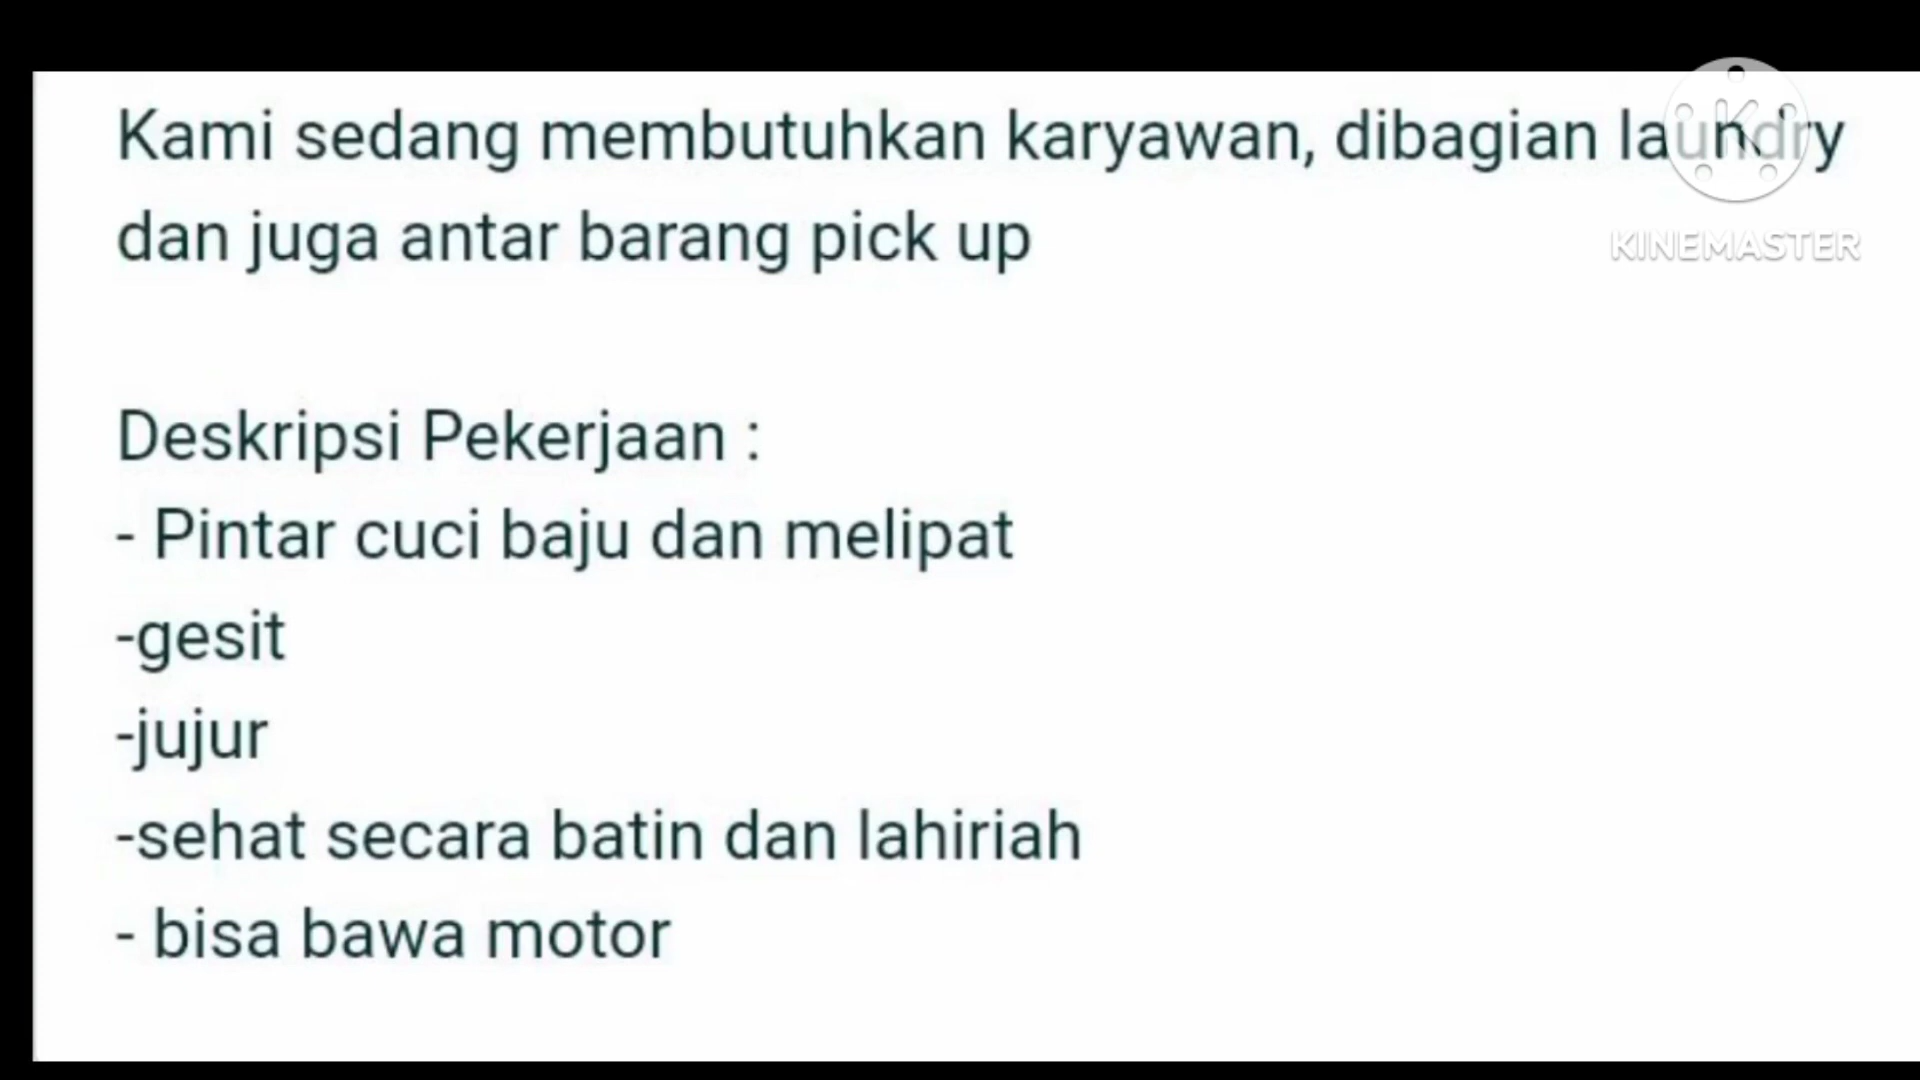 Kami sedang membutuhkan karyawan, dibagian laundry
dan juga antar barang pick up
KINEMASTER
Deskripsi Pekerjaan :
- Pintar cuci baju dan melipat
-gesit
-jujur
-sehat secara batin dan lahiriah
- bisa bawa motor